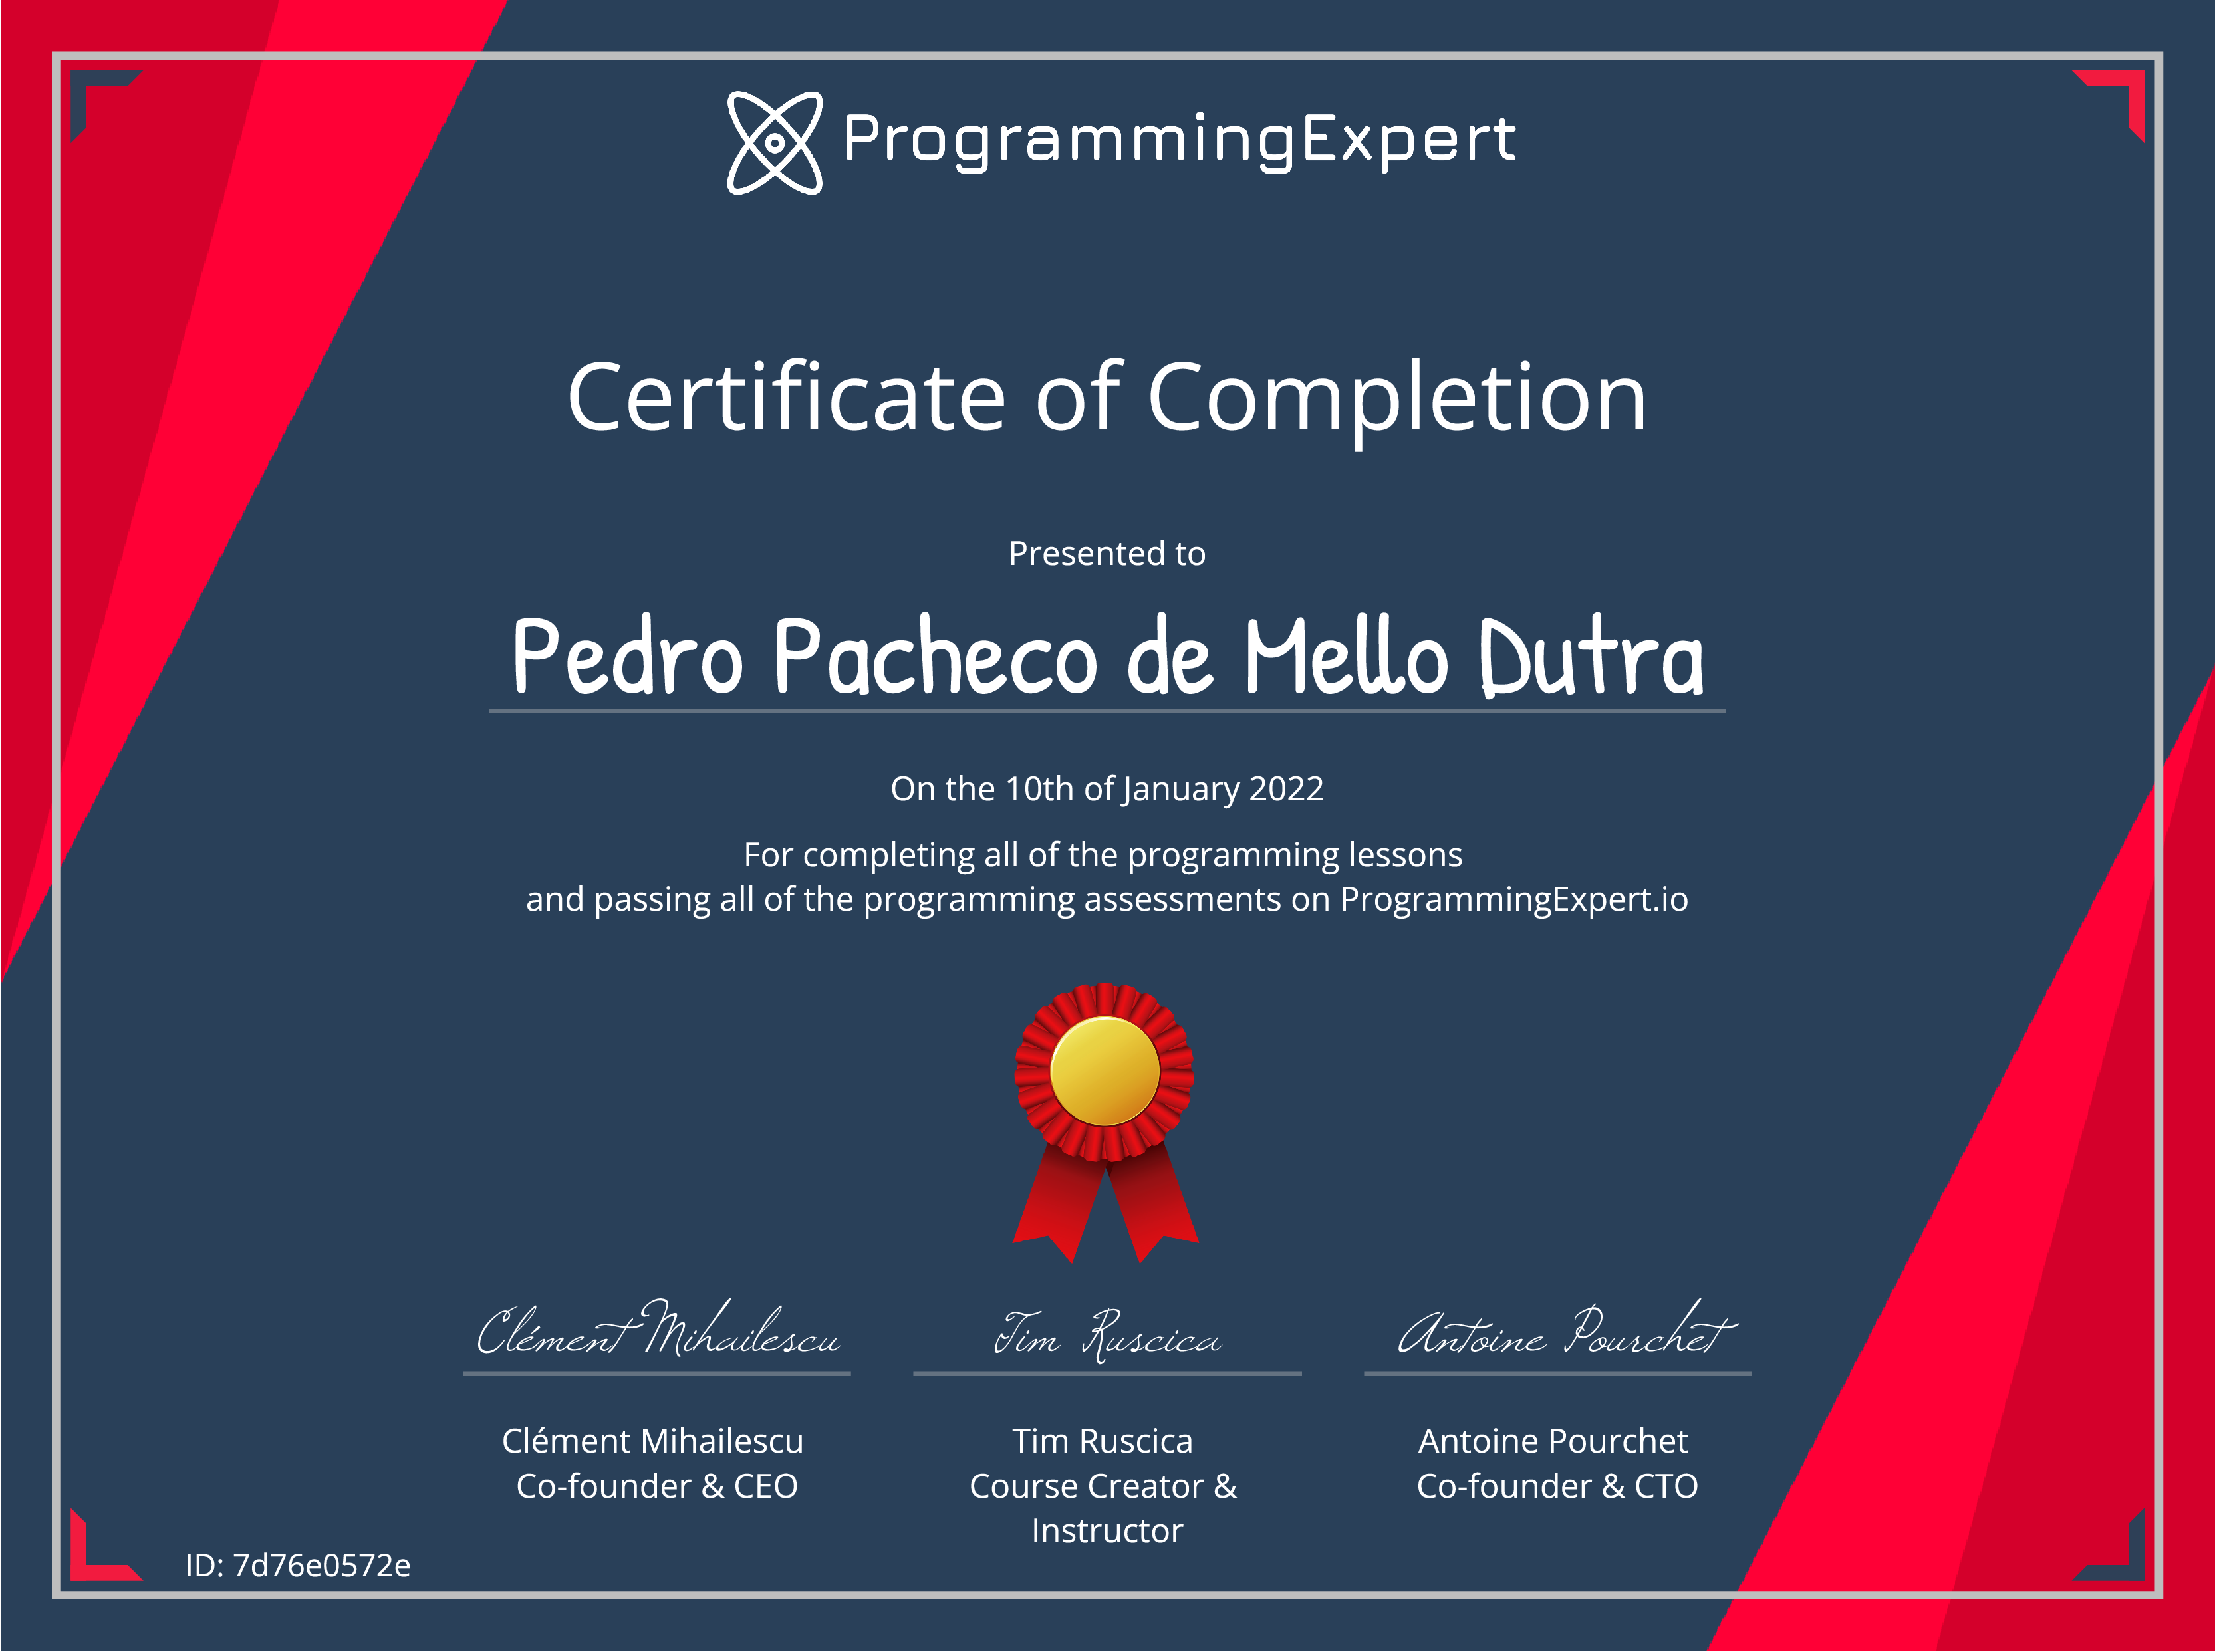 ProgrammingExpert
Certificate of Completion
Presented to
Pedro Pacheco de Mello Dutra
On the 10th of January 2022
For completing all of the programming lessons
and passing all of the programming assessments on ProgrammingExpert.io
Clément Mihailescu
Tim Ruscica
Antoine Pourchet
Clément Mihailescu
Co-founder & CEO
Tim Ruscica
Course Creator &
Instructor
Antoine Pourchet
Co-founder & CTO
ID: 7d76e0572e